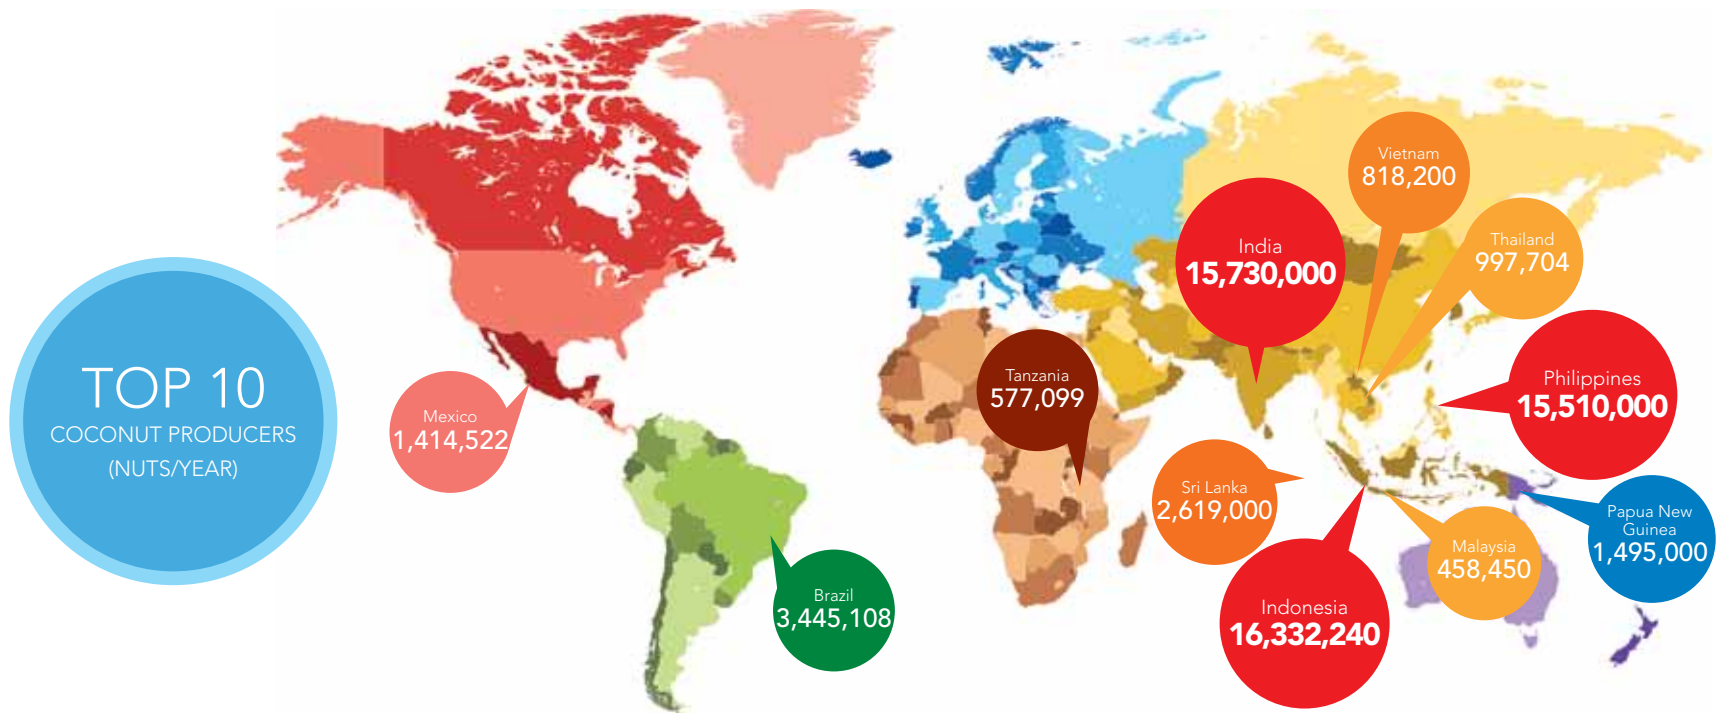 TOP 10
COCONUT PRODUCERS
(NUTS/YEAR)
Mexico
1,414,522
Brazil
3,445,108
Tanzania
577,099
India
15,730,000
Vietnam
818,200
Thailand
997,704
Philippines
15,510,000
Sri Lanka
2,619,000
Indonesia
16,332,240
Malaysia
458,450
Papua New
Guinea
1,495,000